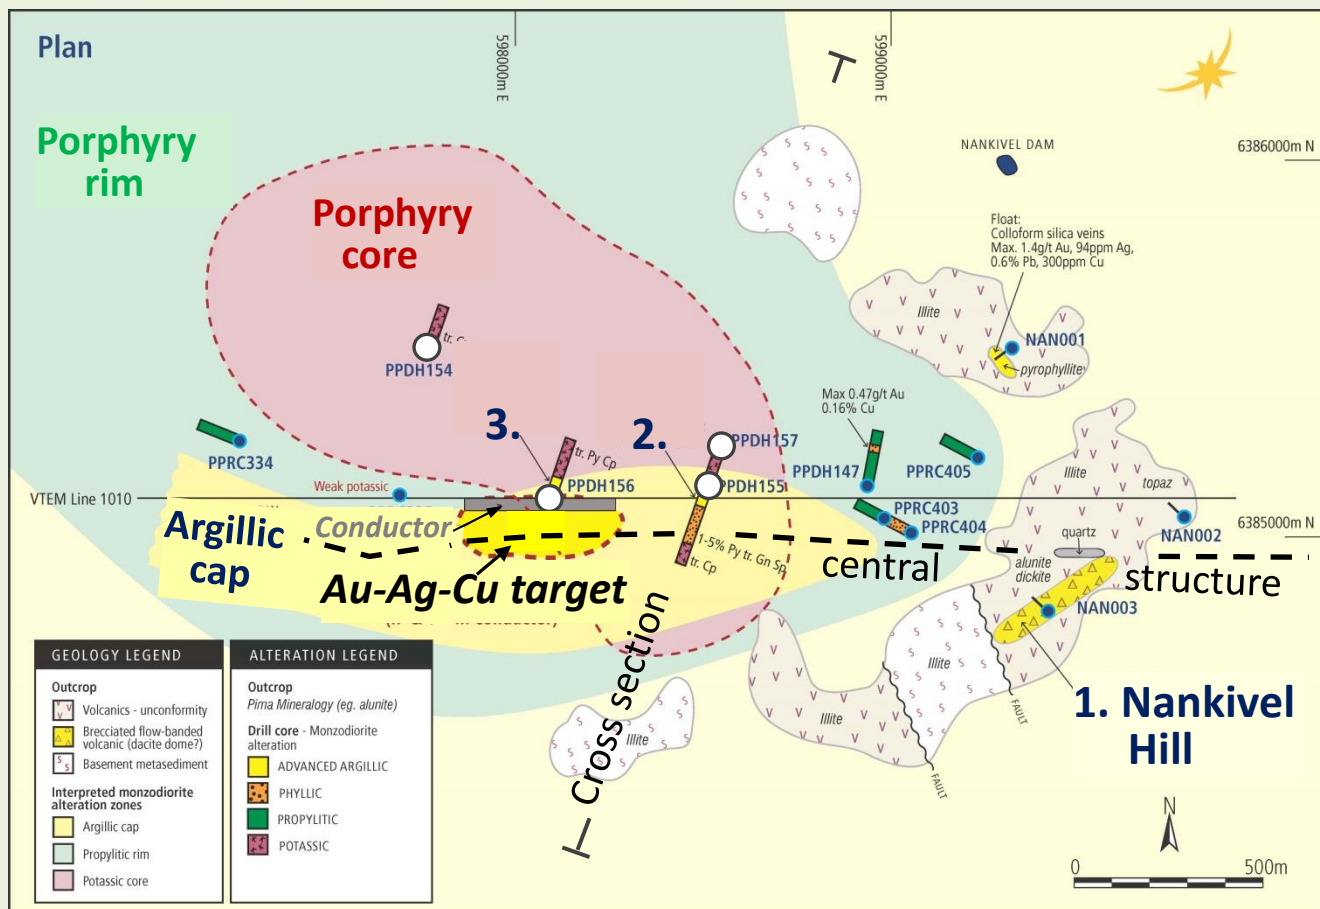 Plan
598000m E
599000m E
NANKIVEL DAM
6386000m N
Porphyry
rim
Porphyry
core
Float:
Colloform silica veins
Max. 1.4g/t Au, 94ppm Ag,
0.6% Pb, 300ppm Cu
Illite
NAN001
pyrophyllite
tr.
PPDH154
Max 0.47g/t Au
0.16% Cu
3.
2.
PPDH157
tr. Py Cp
PPRC334
PPDH147
PPRC405
Illite
topaz
Weak potassic
PPDH156
PPDH155
VTEM Line 1010
PPRC403
PPRC404
NAN002
6385000m N
Argillic
cap
Conductor
1-5% Py tr. Gn Sp
tr. Cp
quartz
central
structure
alunite
dickite
Au-Ag-Cu target
NAN003
Cross section
Illite
FAULT
Illite
Illite
FAULT
1. Nankivel
Hill
GEOLOGY LEGEND
Outcrop
Volcanics - unconformity
Brecciated flow-banded
volcanic (dacite dome?)
Basement metasediment
Interpreted monzodiorite
alteration zones
Argillic cap
Propylitic rim
Potassic core
ALTERATION LEGEND
Outcrop
Pima Mineralogy (eg. alunite)
Drill core - Monzodiorite
alteration
ADVANCED ARGILLIC
PHYLLIC
PROPYLITIC
POTASSIC
N
0
500m